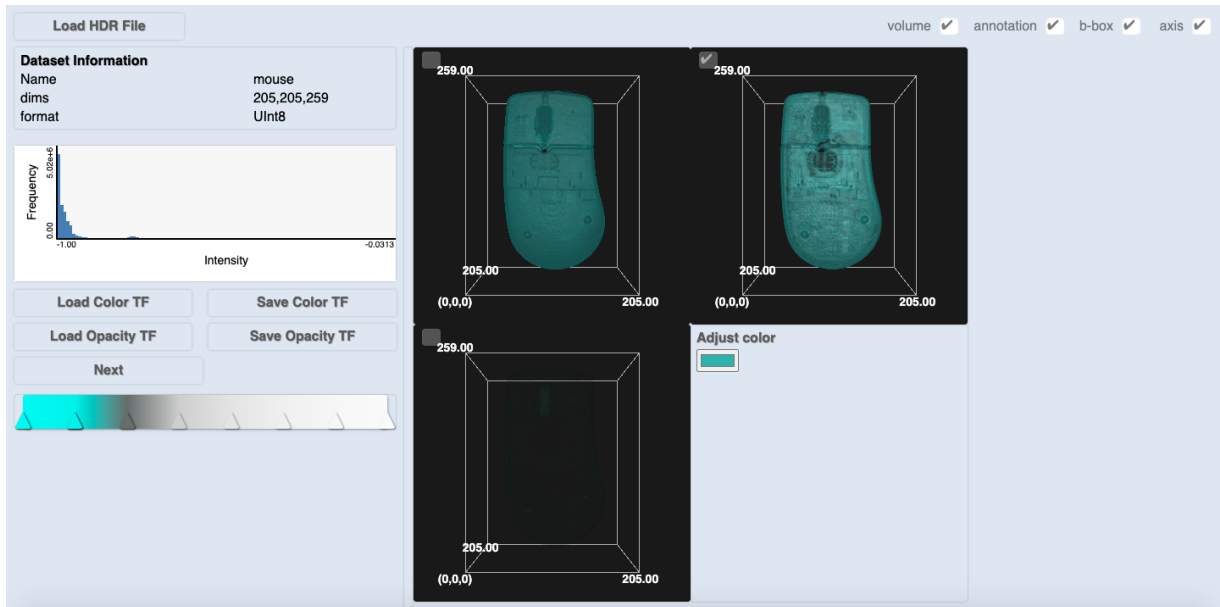 Load HDR File
volume
annotation
b-box
axis
Dataset Information
Name mouse
dims 205,205,259
format UInt8
Frequency
5.02e+6
0.00
-1.00
-0.0313
Intensity
Load Color TF
Save Color TF
Load Opacity TF
Save Opacity TF
Next
259.00
205.00
(0,0,0)
205.00
259.00
205.00
(0,0,0)
205.00
259.00
205.00
(0,0,0)
205.00
Adjust color